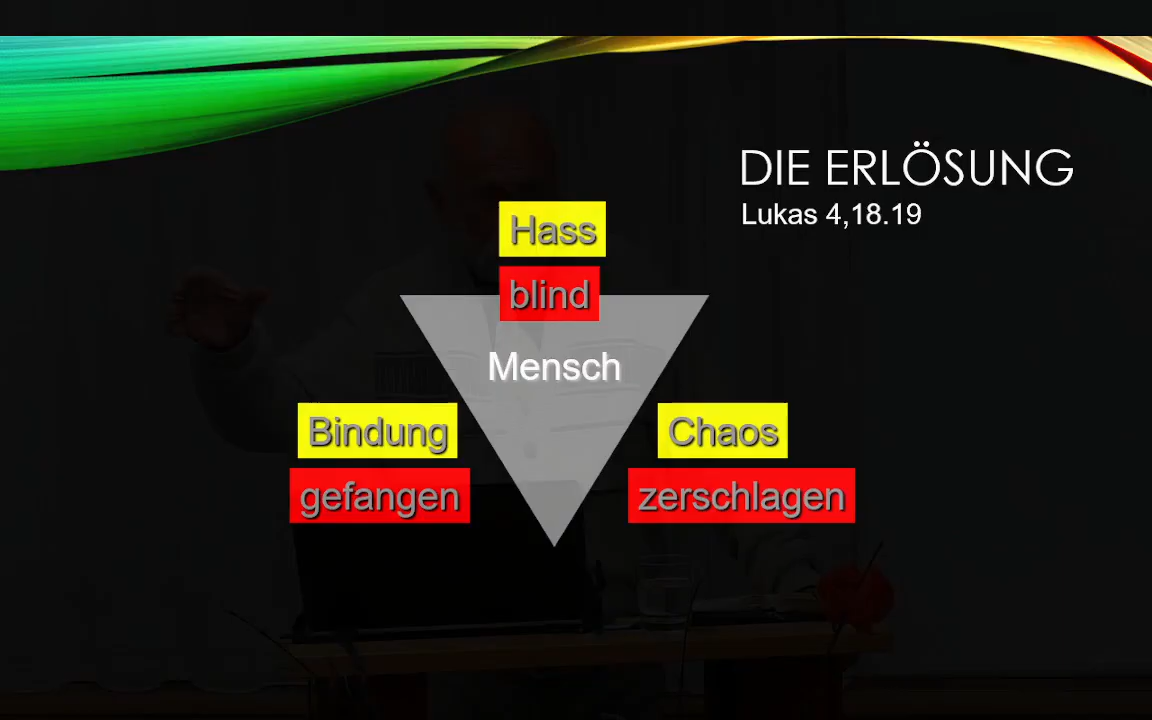 DIE ERLÖSUNG
Lukas 4,18.19
Hass
blind
Mensch
Bindung
Chaos
gefangen
zerschlagen